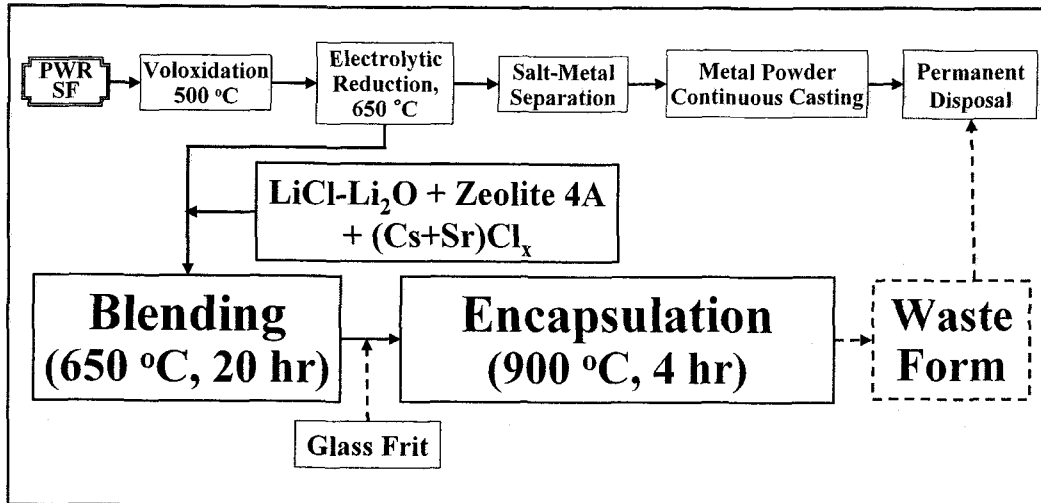 PWR
SF
Voloxidation
500 °C
Electrolytic
Reduction,
650 °C
Salt-Metal
Separation
Metal Powder
Continuous Casting
Permanent
Disposal
LiCl-Li₂O + Zeolite 4A
+ (Cs+Sr)Clₓ
Blending
(650 °C, 20 hr)
Encapsulation
(900 °C, 4 hr)
Waste
Form
Glass Frit